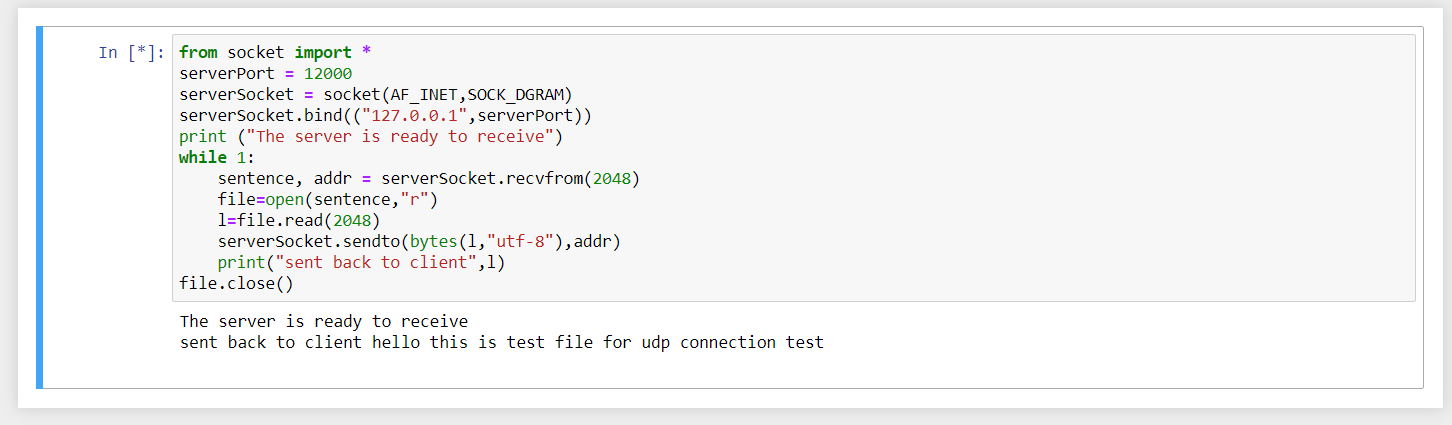 In [*]: from socket import *
serverPort = 12000
serverSocket = socket(AF_INET,SOCK_DGRAM)
serverSocket.bind(("127.0.0.1",serverPort))
print ("The server is ready to receive")
while 1:
    sentence, addr = serverSocket.recvfrom(2048)
    file=open(sentence,"r")
    l=file.read(2048)
    serverSocket.sendto(bytes(l,"utf-8"),addr)
    print("sent back to client",l)
file.close()
The server is ready to receive
sent back to client hello this is test file for udp connection test